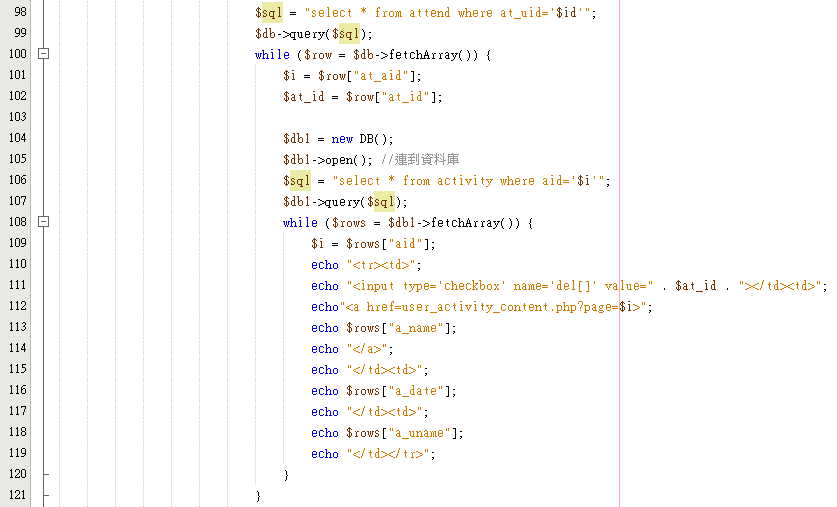 98 $sql = "select * from attend where at_uid='$id'";
99 $db->query($sql);
100 while ($row = $db->fetchArray()) {
101 $i = $row["at_aid"];
102 $at_id = $row["at_id"];
103
104 $db1 = new DB();
105 $db1->open(); //連到資料庫
106 $sql = "select * from activity where aid='$i'";
107 $db1->query($sql);
108 while ($rows = $db1->fetchArray()) {
109 $i = $rows["aid"];
110 echo "<tr><td>";
111 echo "<input type='checkbox' name='del[]' value=" . $at_id . "></td><td>";
112 echo"<a href=user_activity_content.php?page=$i>";
113 echo $rows["a_name"];
114 echo "</a>";
115 echo "</td><td>";
116 echo $rows["a_date"];
117 echo "</td><td>";
118 echo $rows["a_uname"];
119 echo "</td></tr>";
120 }
121 }